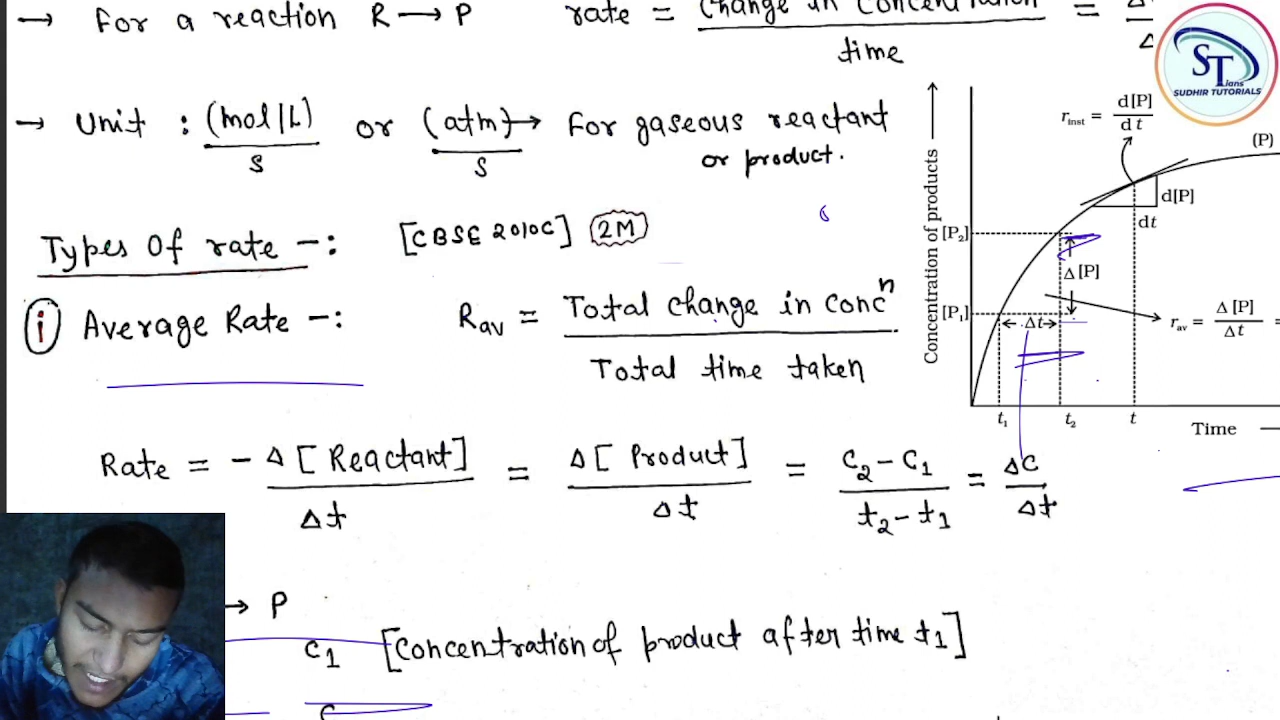 → For a reaction R → P rate = Change in Concentration / time =
→ Unit : (mol/L)/s or (atm)/s → For gaseous reactant
or product.
Types Of rate -: [CBSE 2010C] 2M
(i) Average Rate -: Rav = Total change in concⁿ / Total time taken
Rate = - Δ[Reactant]/Δt = Δ[Product]/Δt = C₂-C₁/t₂-t₁ = ΔC/Δt
→ P
C₁ [Concentration of product after time t₁]
ST
ians
SUDHIR TUTORIALS
Concentration of products
r inst = d[P]/dt
(P)
d[P]
dt
[P₂]
Δ[P]
[P₁]
Δt
r av = Δ[P]/Δt =
t₁ t₂ t
Time